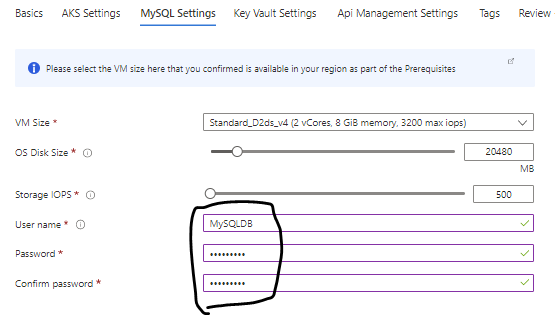 Basics AKS Settings MySQL Settings Key Vault Settings Api Management Settings Tags Review
Please select the VM size here that you confirmed is available in your region as part of the Prerequisites
VM Size * Standard_D2ds_v4 (2 vCores, 8 GiB memory, 3200 max iops)
OS Disk Size * 20480
MB
Storage IOPS * 500
User name * MySQLDB
Password * •••••••••
Confirm password * •••••••••